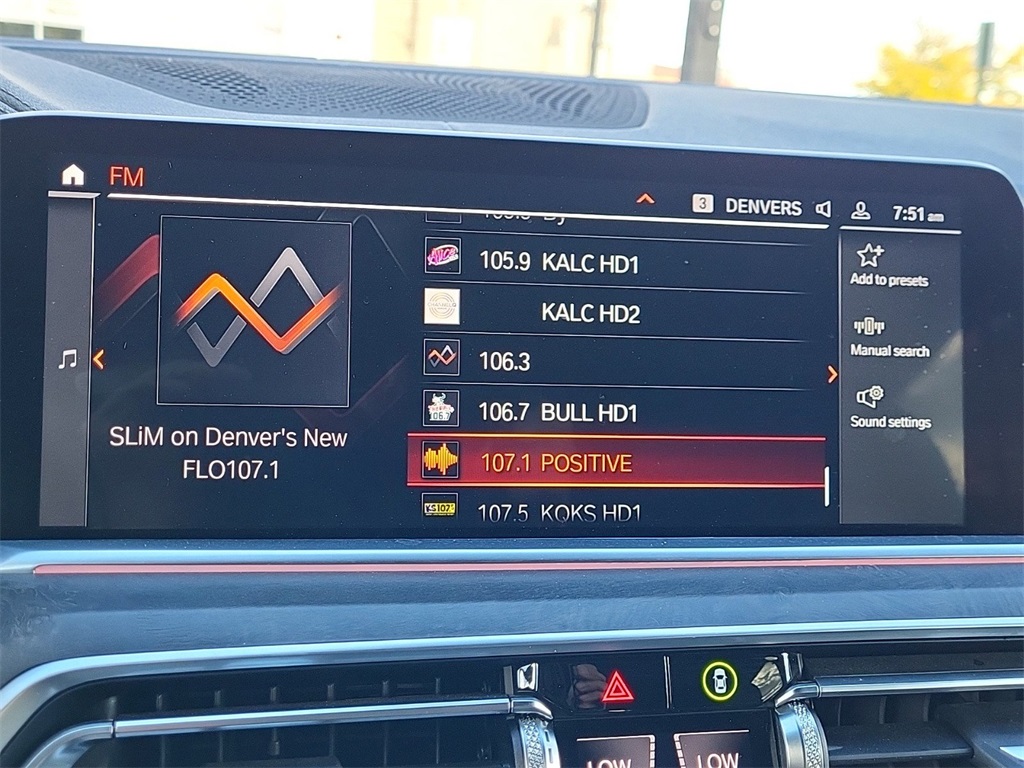 FM
3 DENVERS 7:51 am
105.9 KALC HD1
KALC HD2
106.3
106.7 BULL HD1
107.1 POSITIVE
107.5 KQKS HD1
SLiM on Denver's New
FLO107.1
Add to presets
Manual search
Sound settings
LOW LOW